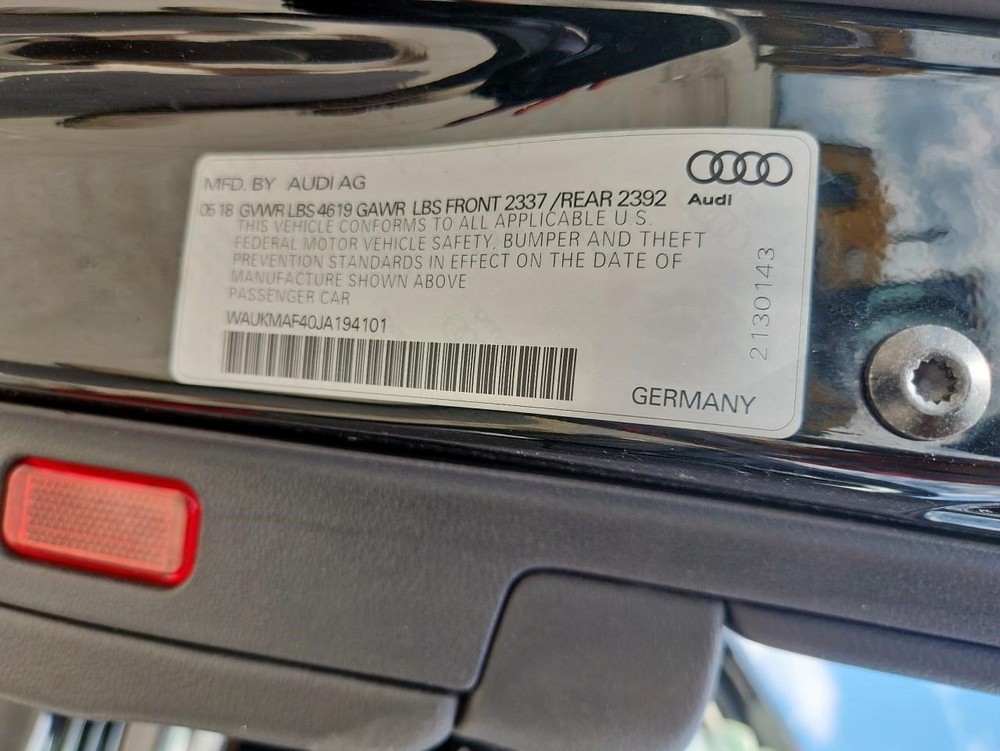 MFD. BY AUDI AG
Audi
05 18 GVWR LBS 4619 GAWR LBS FRONT 2337 /REAR 2392
THIS VEHICLE CONFORMS TO ALL APPLICABLE U.S.
FEDERAL MOTOR VEHICLE SAFETY, BUMPER AND THEFT
PREVENTION STANDARDS IN EFFECT ON THE DATE OF
MANUFACTURE SHOWN ABOVE
PASSENGER CAR
WAUKMAF40JA194101
2130143
GERMANY